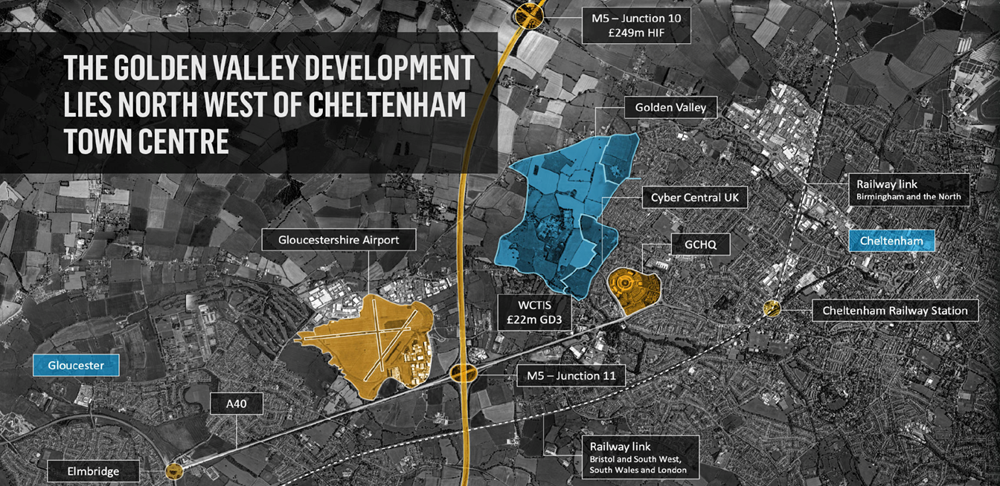 THE GOLDEN VALLEY DEVELOPMENT
LIES NORTH WEST OF CHELTENHAM
TOWN CENTRE
M5 – Junction 10
£249m HIF
Golden Valley
Railway link
Birmingham and the North
Cyber Central UK
Gloucestershire Airport
GCHQ
Cheltenham
WCTIS
£22m GD3
Cheltenham Railway Station
Gloucester
M5 – Junction 11
A40
Railway link
Bristol and South West,
South Wales and London
Elmbridge